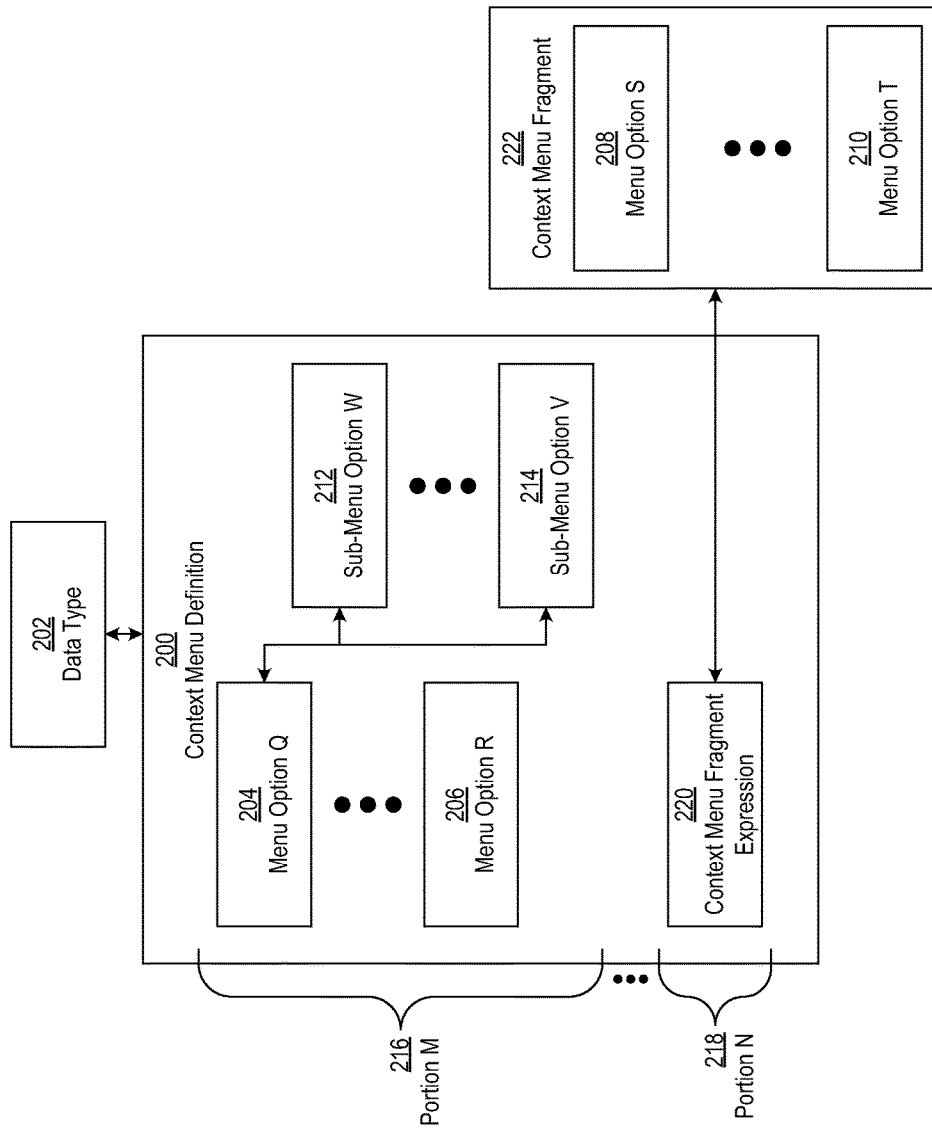 202
Data Type
200
Context Menu Definition
204
Menu Option Q
206
Menu Option R
212
Sub-Menu Option W
214
Sub-Menu Option V
216
Portion M
218
Portion N
220
Context Menu Fragment
Expression
222
Context Menu Fragment
208
Menu Option S
210
Menu Option T